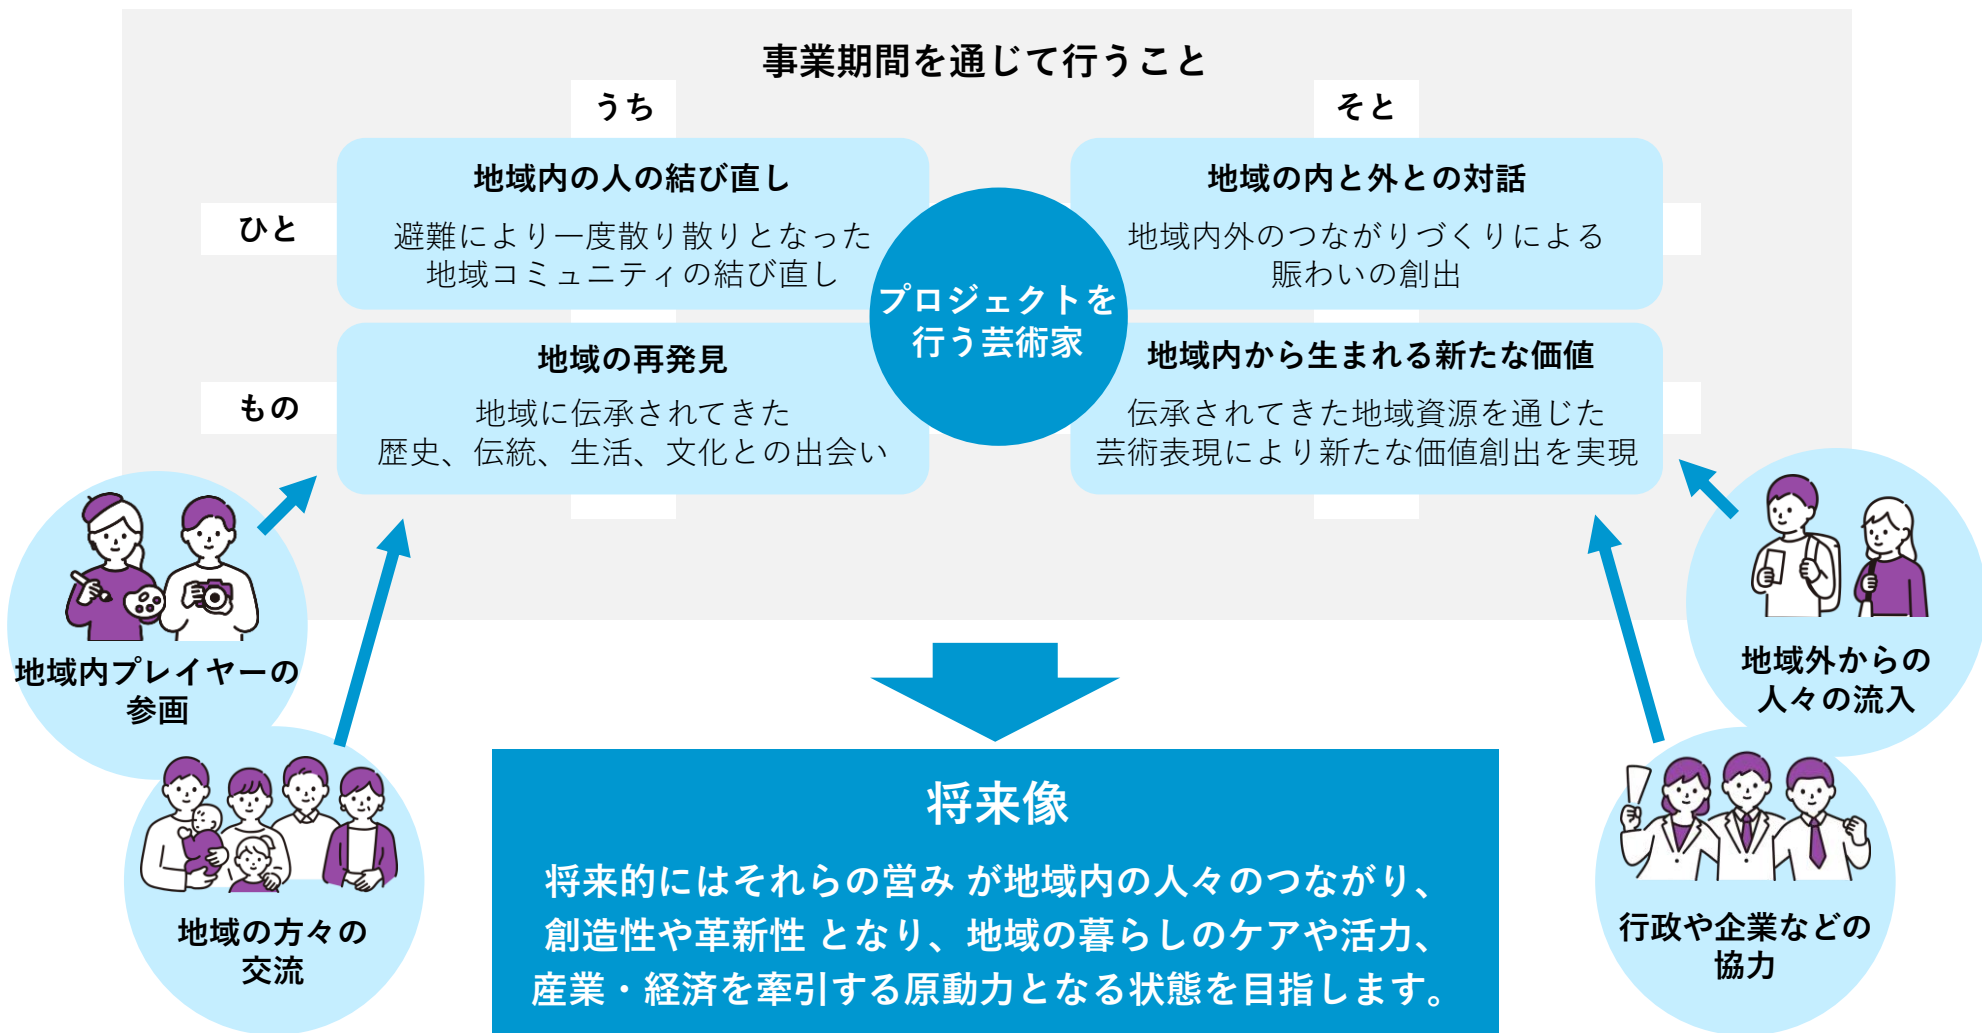 事業期間を通じて行うこと
うち
そと
ひと
もの
地域内の人の結び直し
避難により一度散り散りとなった
地域コミュニティの結び直し
地域の内と外との対話
地域内外のつながりづくりによる
賑わいの創出
プロジェクトを
行う芸術家
地域の再発見
地域に伝承されてきた
歴史、伝統、生活、文化との出会い
地域内から生まれる新たな価値
伝承されてきた地域資源を通じた
芸術表現により新たな価値創出を実現
地域内プレイヤーの
参画
地域の方々の
交流
地域外からの
人々の流入
行政や企業などの
協力
将来像
将来的にはそれらの営み が地域内の人々のつながり、
創造性や革新性 となり、地域の暮らしのケアや活力、
産業・経済を牽引する原動力となる状態を目指します。